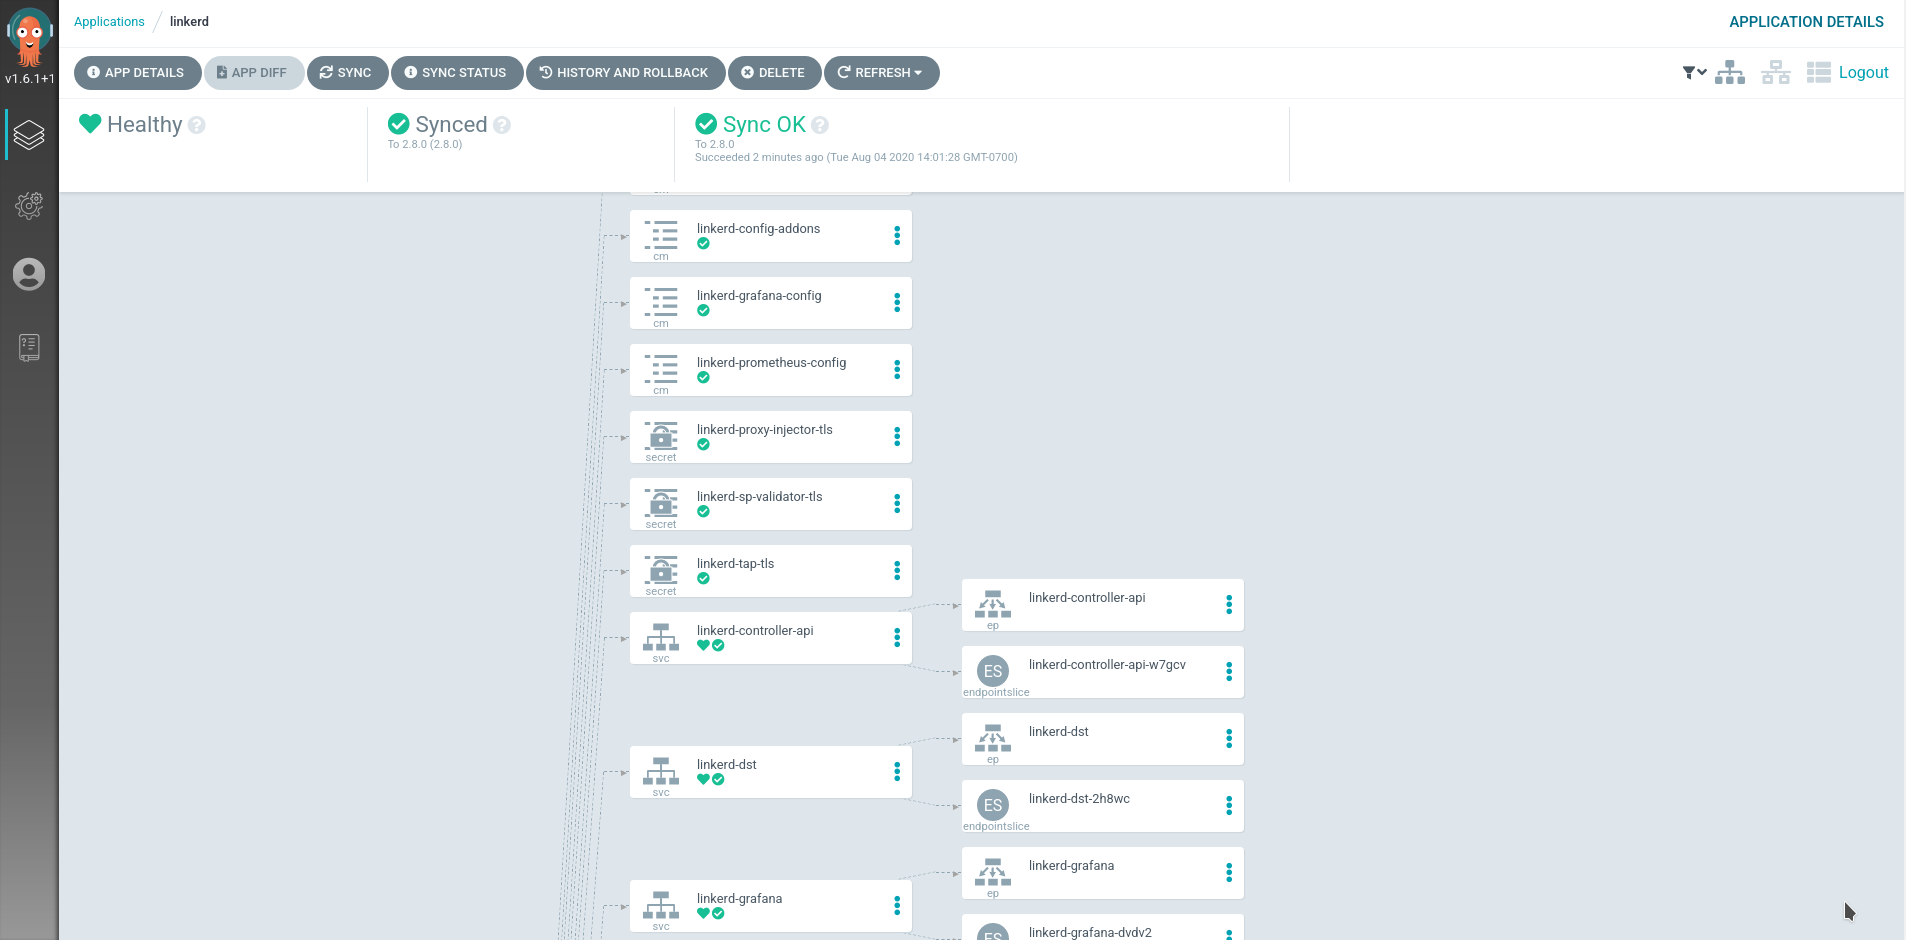 Applications / linkerd
APPLICATION DETAILS
v1.6.1+1
APP DETAILS
APP DIFF
SYNC
SYNC STATUS
HISTORY AND ROLLBACK
DELETE
REFRESH
Logout
Healthy
Synced
To 2.8.0 (2.8.0)
Sync OK
To 2.8.0
Succeeded 2 minutes ago (Tue Aug 04 2020 14:01:28 GMT-0700)
linkerd-config-addons
cm
linkerd-grafana-config
cm
linkerd-prometheus-config
cm
linkerd-proxy-injector-tls
secret
linkerd-sp-validator-tls
secret
linkerd-tap-tls
secret
linkerd-controller-api
ep
linkerd-controller-api
svc
ES
linkerd-controller-api-w7gcv
endpointslice
linkerd-dst
ep
linkerd-dst
svc
ES
linkerd-dst-2h8wc
endpointslice
linkerd-grafana
ep
linkerd-grafana
svc
ES
linkerd-grafana-dvdv2